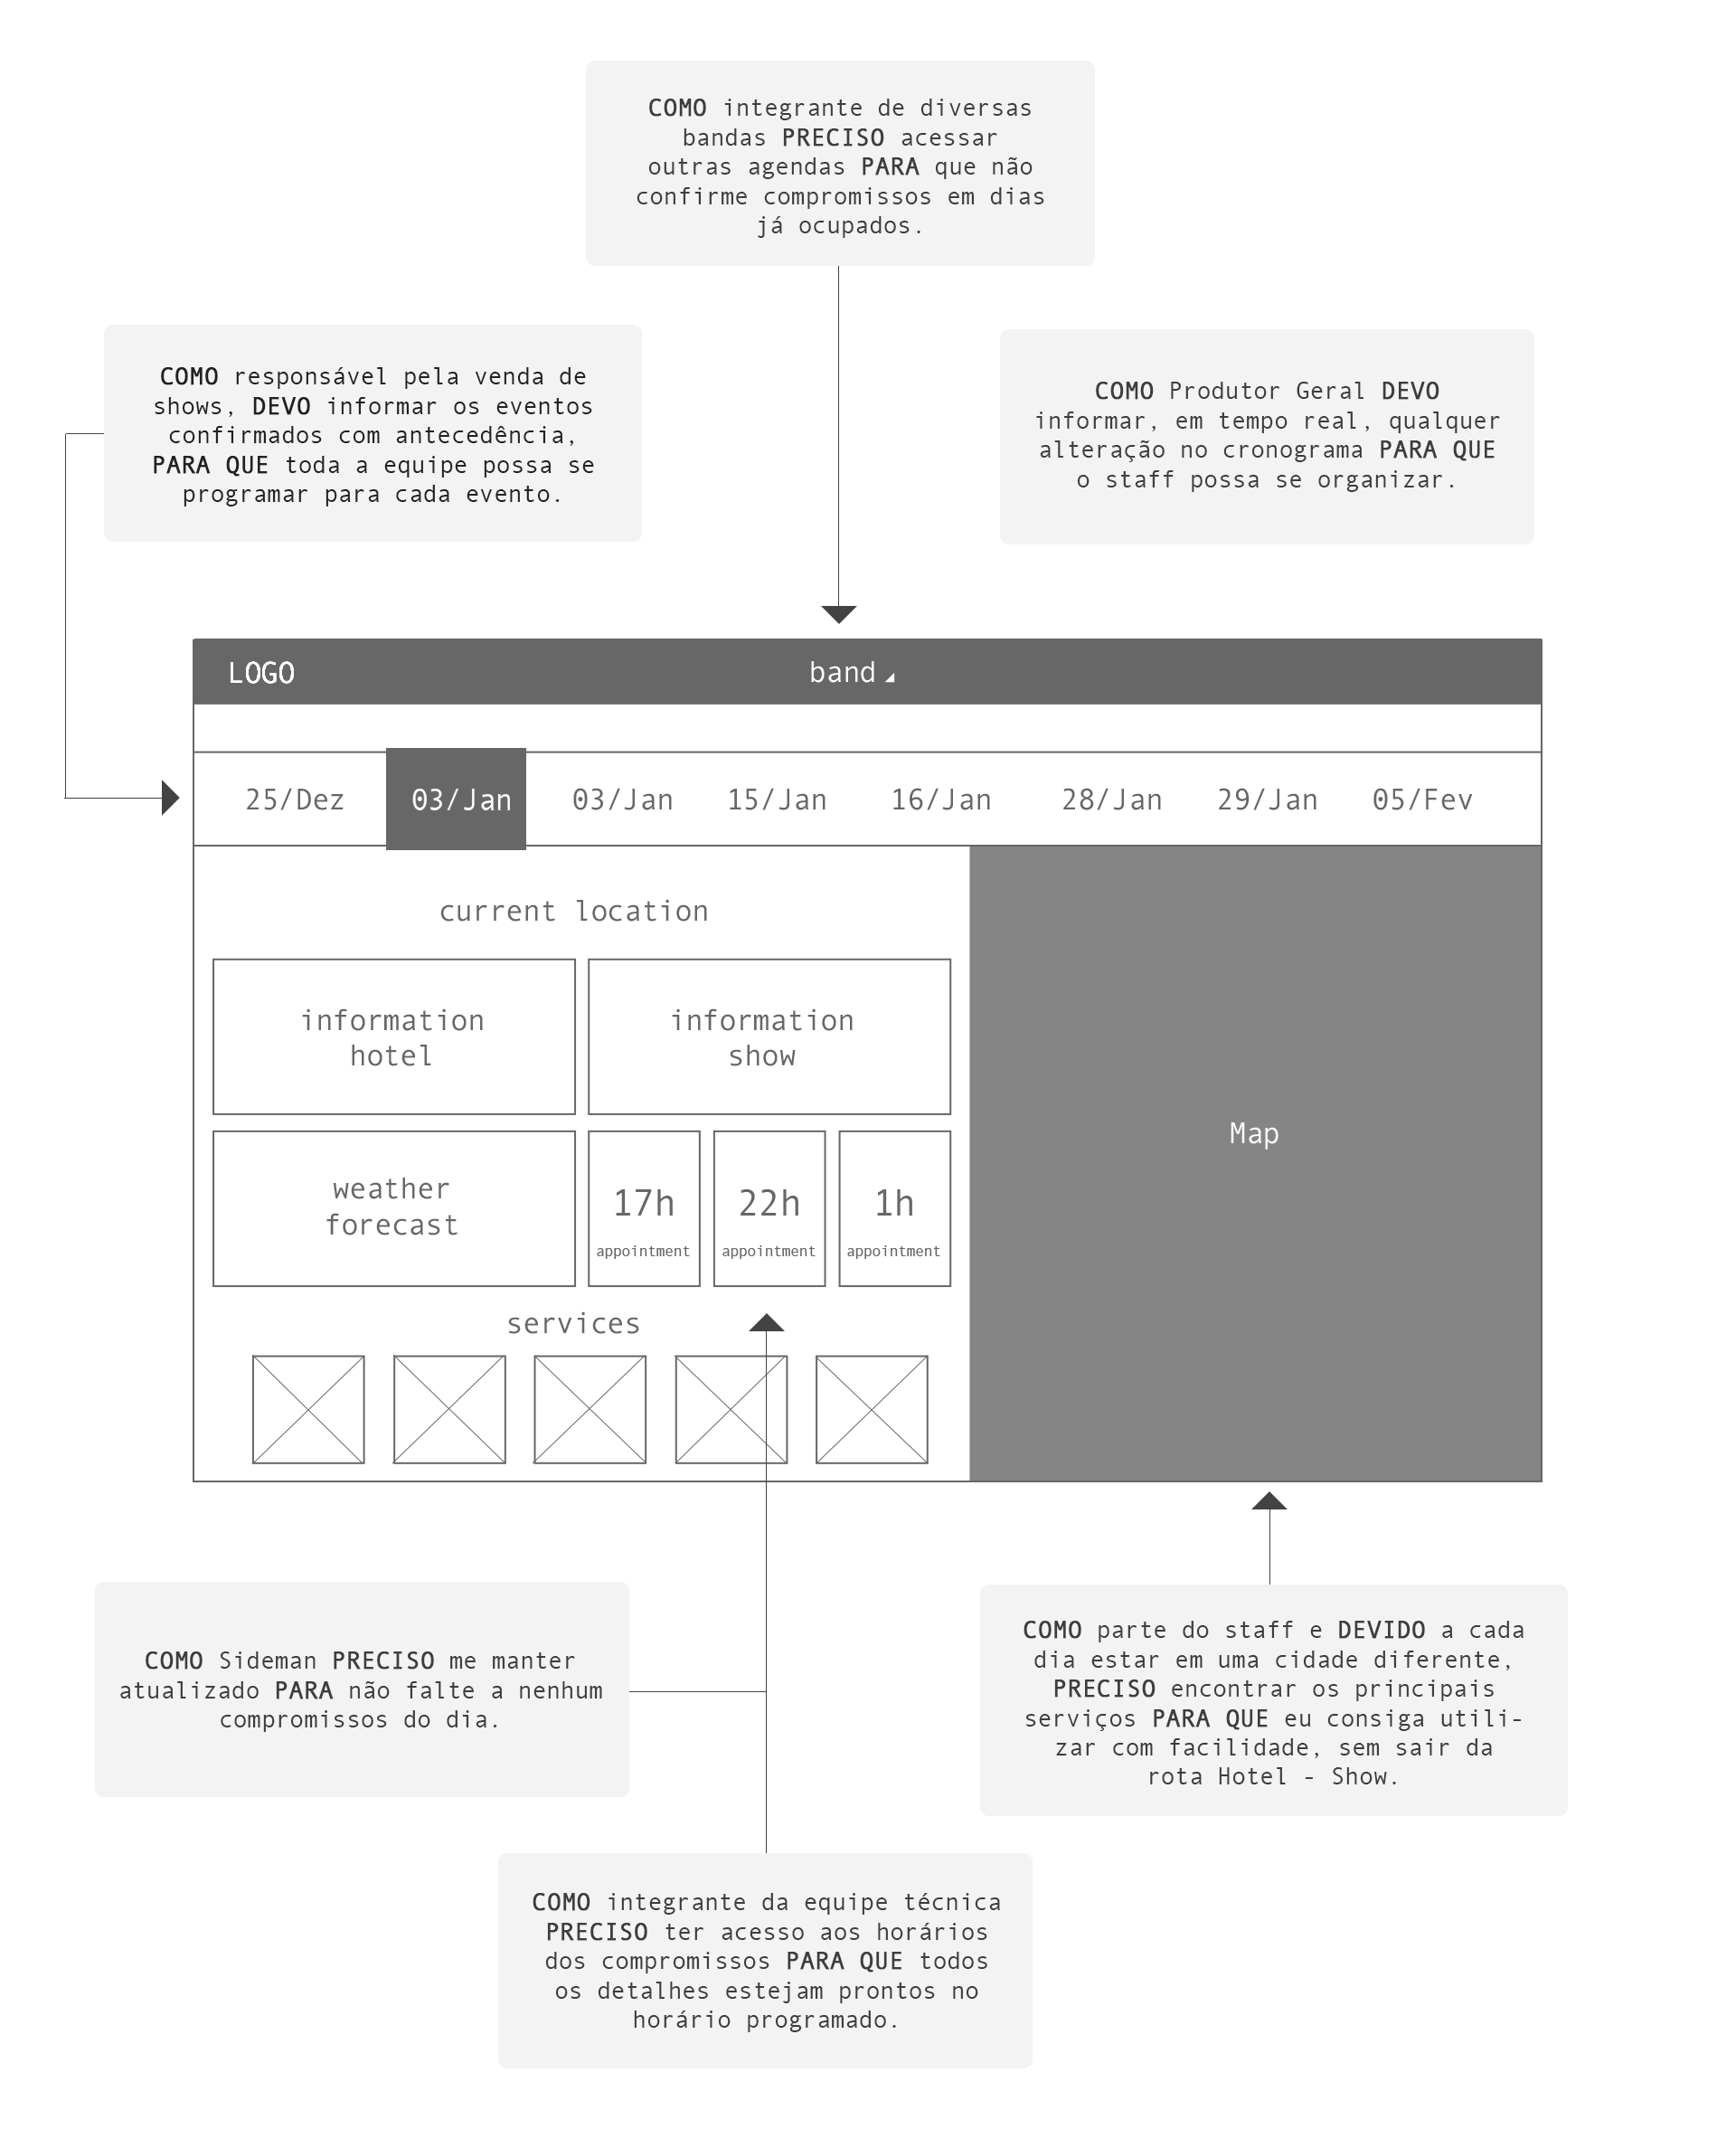 COMO integrante de diversas
bandas PRECISO acessar
outras agendas PARA que não
confirme compromissos em dias
já ocupados.
COMO responsável pela venda de
shows, DEVO informar os eventos
confirmados com antecedência,
PARA QUE toda a equipe possa se
programar para cada evento.
COMO Produtor Geral DEVO
informar, em tempo real, qualquer
alteração no cronograma PARA QUE
o staff possa se organizar.
LOGO
band
25/Dez 03/Jan 03/Jan 15/Jan 16/Jan 28/Jan 29/Jan 05/Fev
current location
information
hotel
information
show
Map
weather
forecast
17h
appointment
22h
appointment
1h
appointment
services
COMO Sideman PRECISO me manter
atualizado PARA não falte a nenhum
compromissos do dia.
COMO parte do staff e DEVIDO a cada
dia estar em uma cidade diferente,
PRECISO encontrar os principais
serviços PARA QUE eu consiga utili-
zar com facilidade, sem sair da
rota Hotel - Show.
COMO integrante da equipe técnica
PRECISO ter acesso aos horários
dos compromissos PARA QUE todos
os detalhes estejam prontos no
horário programado.